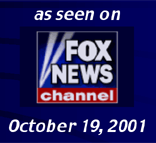 as seen on
FOX
NEWS
channel
October 19, 2001